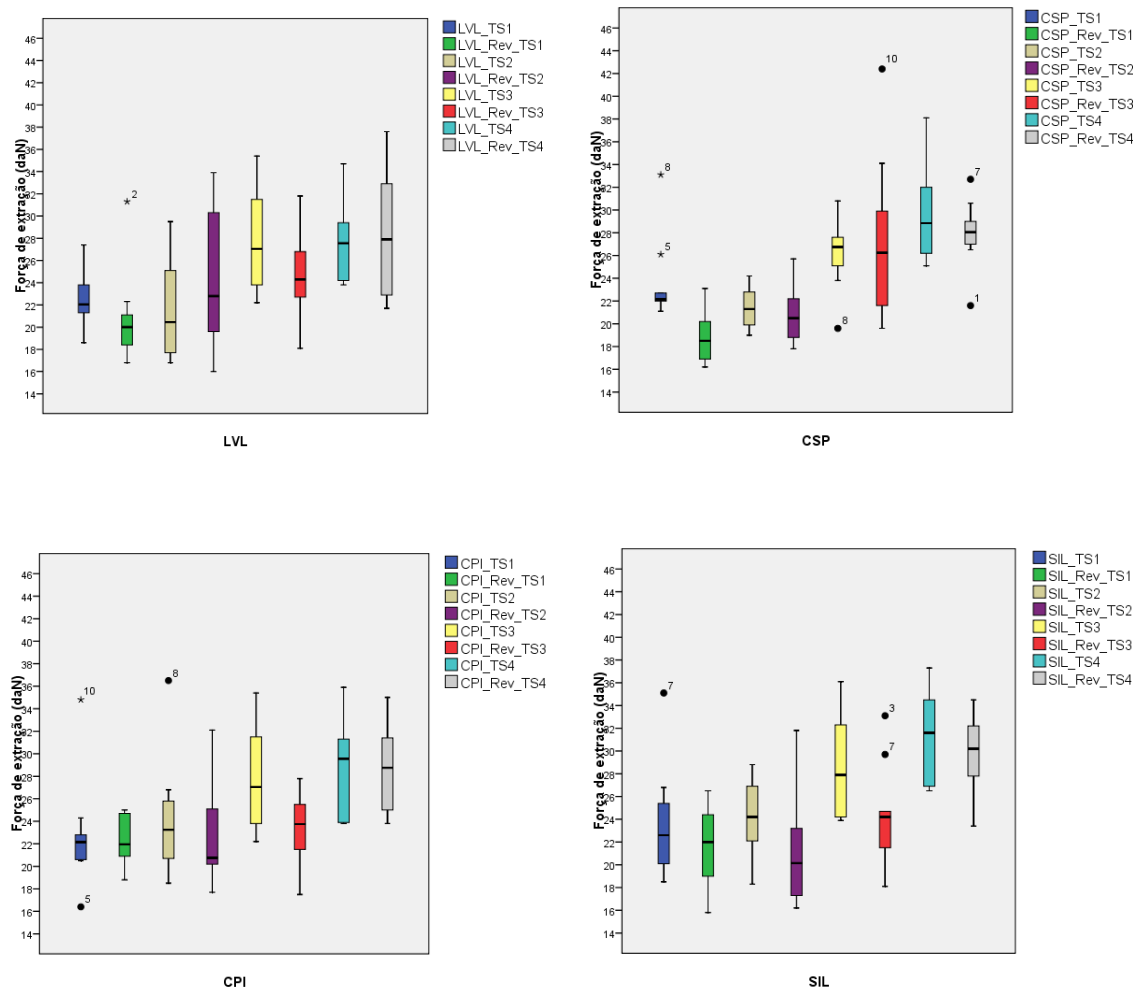 LVL_TS1
LVL_Rev_TS1
LVL_TS2
LVL_Rev_TS2
LVL_TS3
LVL_Rev_TS3
LVL_TS4
LVL_Rev_TS4
Força de extração (daN)
46
44
42
40
38
36
34
32
30
28
26
24
22
20
18
16
14
2
LVL
CSP_TS1
CSP_Rev_TS1
CSP_TS2
CSP_Rev_TS2
CSP_TS3
CSP_Rev_TS3
CSP_TS4
CSP_Rev_TS4
Força de extração (daN)
46
44
42
40
38
36
34
32
30
28
26
24
22
20
18
16
14
8
5
8
10
7
1
CSP
CPI_TS1
CPI_Rev_TS1
CPI_TS2
CPI_Rev_TS2
CPI_TS3
CPI_Rev_TS3
CPI_TS4
CPI_Rev_TS4
Força de extração (daN)
46
44
42
40
38
36
34
32
30
28
26
24
22
20
18
16
14
10
5
8
CPI
SIL_TS1
SIL_Rev_TS1
SIL_TS2
SIL_Rev_TS2
SIL_TS3
SIL_Rev_TS3
SIL_TS4
SIL_Rev_TS4
Força de extração (daN)
46
44
42
40
38
36
34
32
30
28
26
24
22
20
18
16
14
7
3
7
SIL